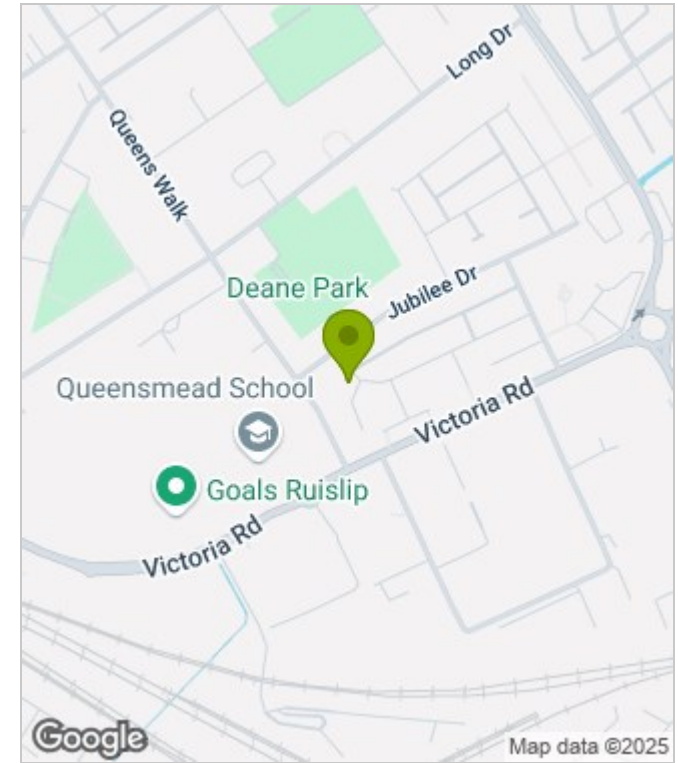 Long Dr
Queens Walk
Deane Park
Jubilee Dr
Queensmead School
Victoria Rd
Goals Ruislip
Victoria Rd
Google
Map data ©2025